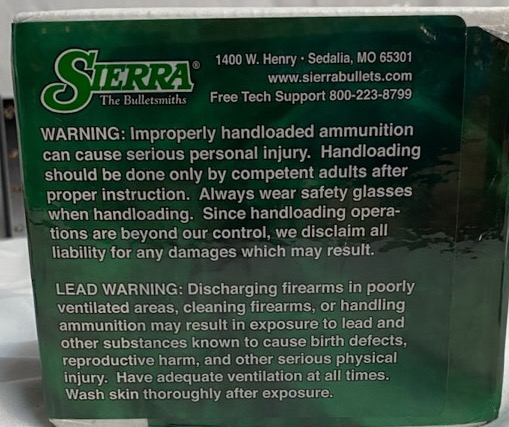 SIERRA®
The Bulletsmiths
1400 W. Henry · Sedalia, MO 65301
www.sierrabullets.com
Free Tech Support 800-223-8799
WARNING: Improperly handloaded ammunition
can cause serious personal injury. Handloading
should be done only by competent adults after
proper instruction. Always wear safety glasses
when handloading. Since handloading opera-
tions are beyond our control, we disclaim all
liability for any damages which may result.
LEAD WARNING: Discharging firearms in poorly
ventilated areas, cleaning firearms, or handling
ammunition may result in exposure to lead and
other substances known to cause birth defects,
reproductive harm, and other serious physical
injury. Have adequate ventilation at all times.
Wash skin thoroughly after exposure.